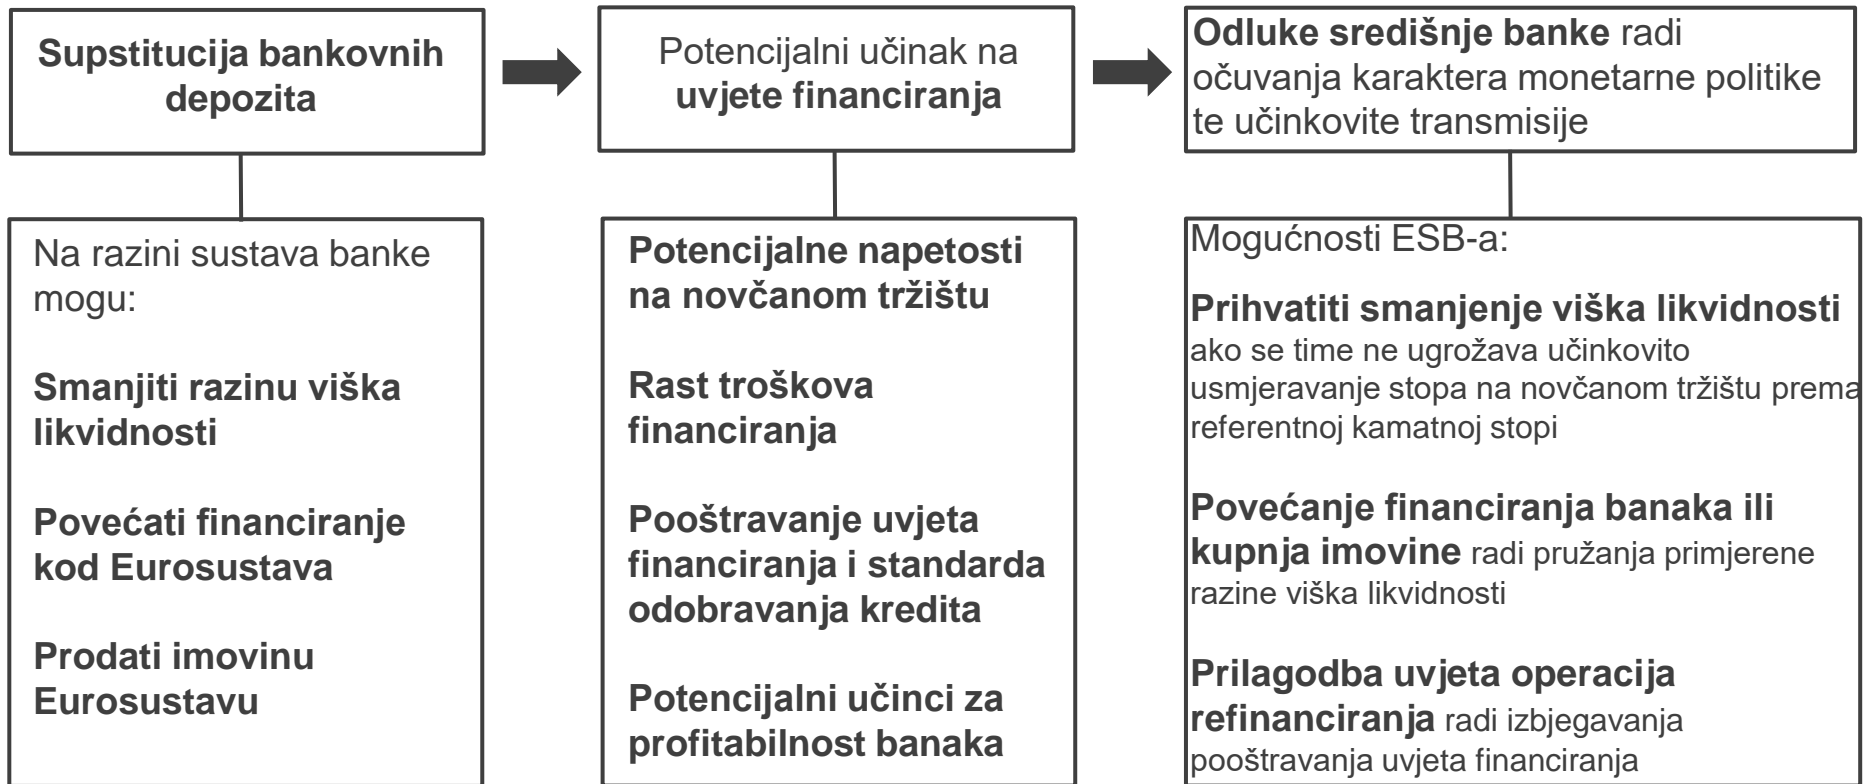 Supstitucija bankovnih
depozita
Potencijalni učinak na
uvjete financiranja
Odluke središnje banke radi
očuvanja karaktera monetarne politike
te učinkovite transmisije
Na razini sustava banke
mogu:
Smanjiti razinu viška
likvidnosti
Povećati financiranje
kod Eurosustava
Prodati imovinu
Eurosustavu
Potencijalne napetosti
na novčanom tržištu
Rast troškova
financiranja
Pooštravanje uvjeta
financiranja i standarda
odobravanja kredita
Potencijalni učinci za
profitabilnost banaka
Mogućnosti ESB-a:
Prihvatiti smanjenje viška likvidnosti
ako se time ne ugrožava učinkovito
usmjeravanje stopa na novčanom tržištu prema
referentnoj kamatnoj stopi
Povećanje financiranja banaka ili
kupnja imovine radi pružanja primjerene
razine viška likvidnosti
Prilagodba uvjeta operacija
refinanciranja radi izbjegavanja
pooštravanja uvjeta financiranja